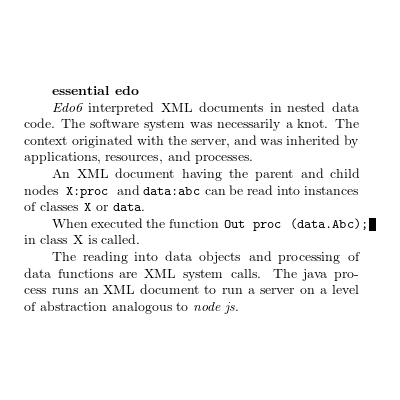 essential edo
Edo6 interpreted XML documents in nested data
code. The software system was necessarily a knot. The
context originated with the server, and was inherited by
applications, resources, and processes.
An XML document having the parent and child
nodes X:proc and data:abc can be read into instances
of classes X or data.
When executed the function Out proc (data.Abc);
in class X is called.
The reading into data objects and processing of
data functions are XML system calls. The java pro-
cess runs an XML document to run a server on a level
of abstraction analogous to node js.